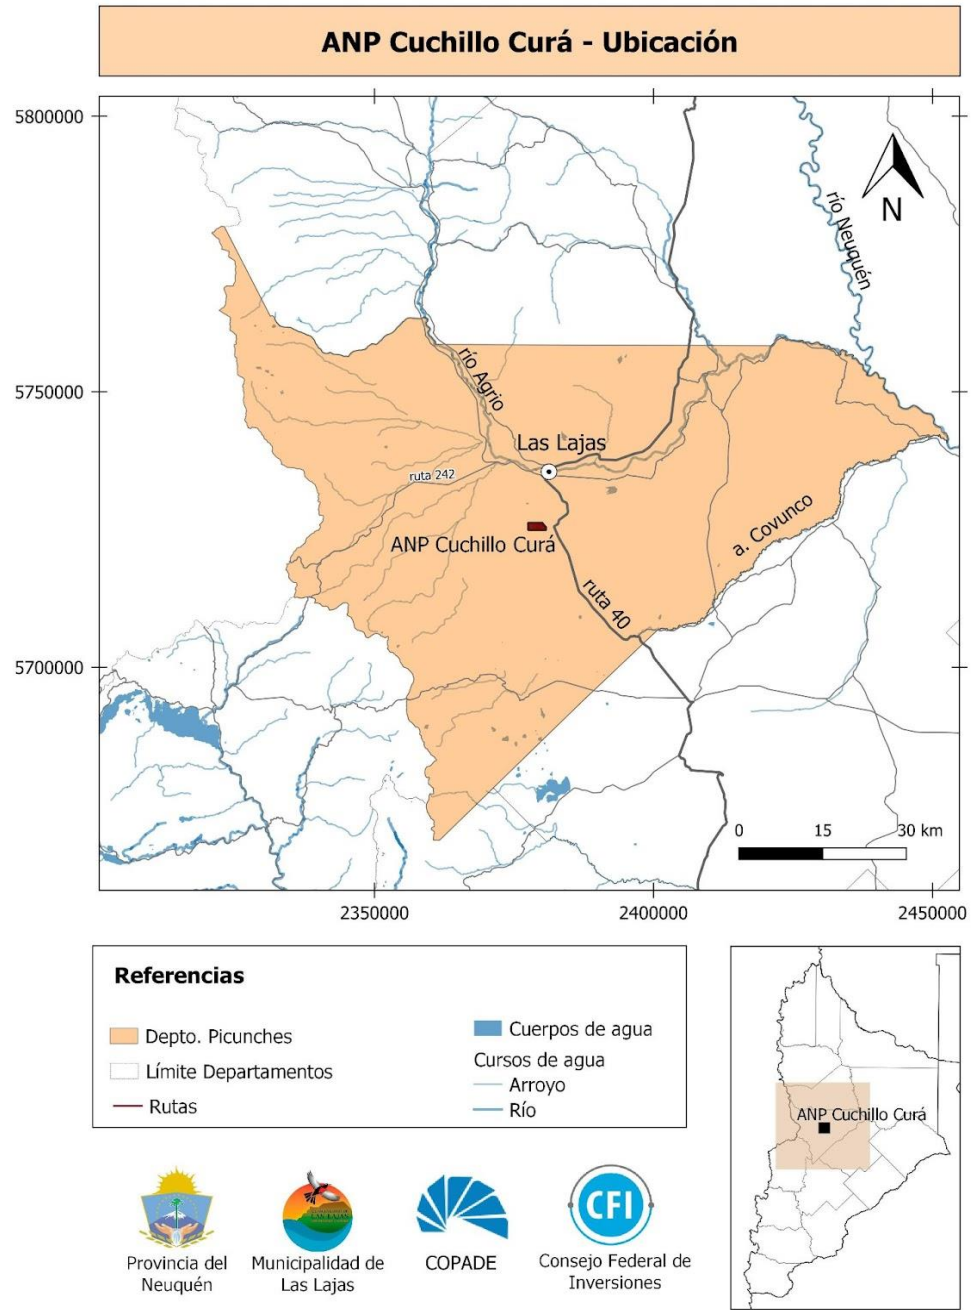 ANP Cuchillo Curá - Ubicación
5800000
5750000
5700000
2350000
2400000
2450000
N
río Neuquén
río Agrio
Las Lajas
ruta 242
ANP Cuchillo Curá
a. Covunco
ruta 40
0 15 30 km
Referencias
Depto. Picunches
Límite Departamentos
Rutas
Cuerpos de agua
Cursos de agua
Arroyo
Río
ANP Cuchillo Curá
Provincia del
Neuquén
LAS LAJAS
Municipalidad de
Las Lajas
COPADE
CFI
Consejo Federal de
Inversiones